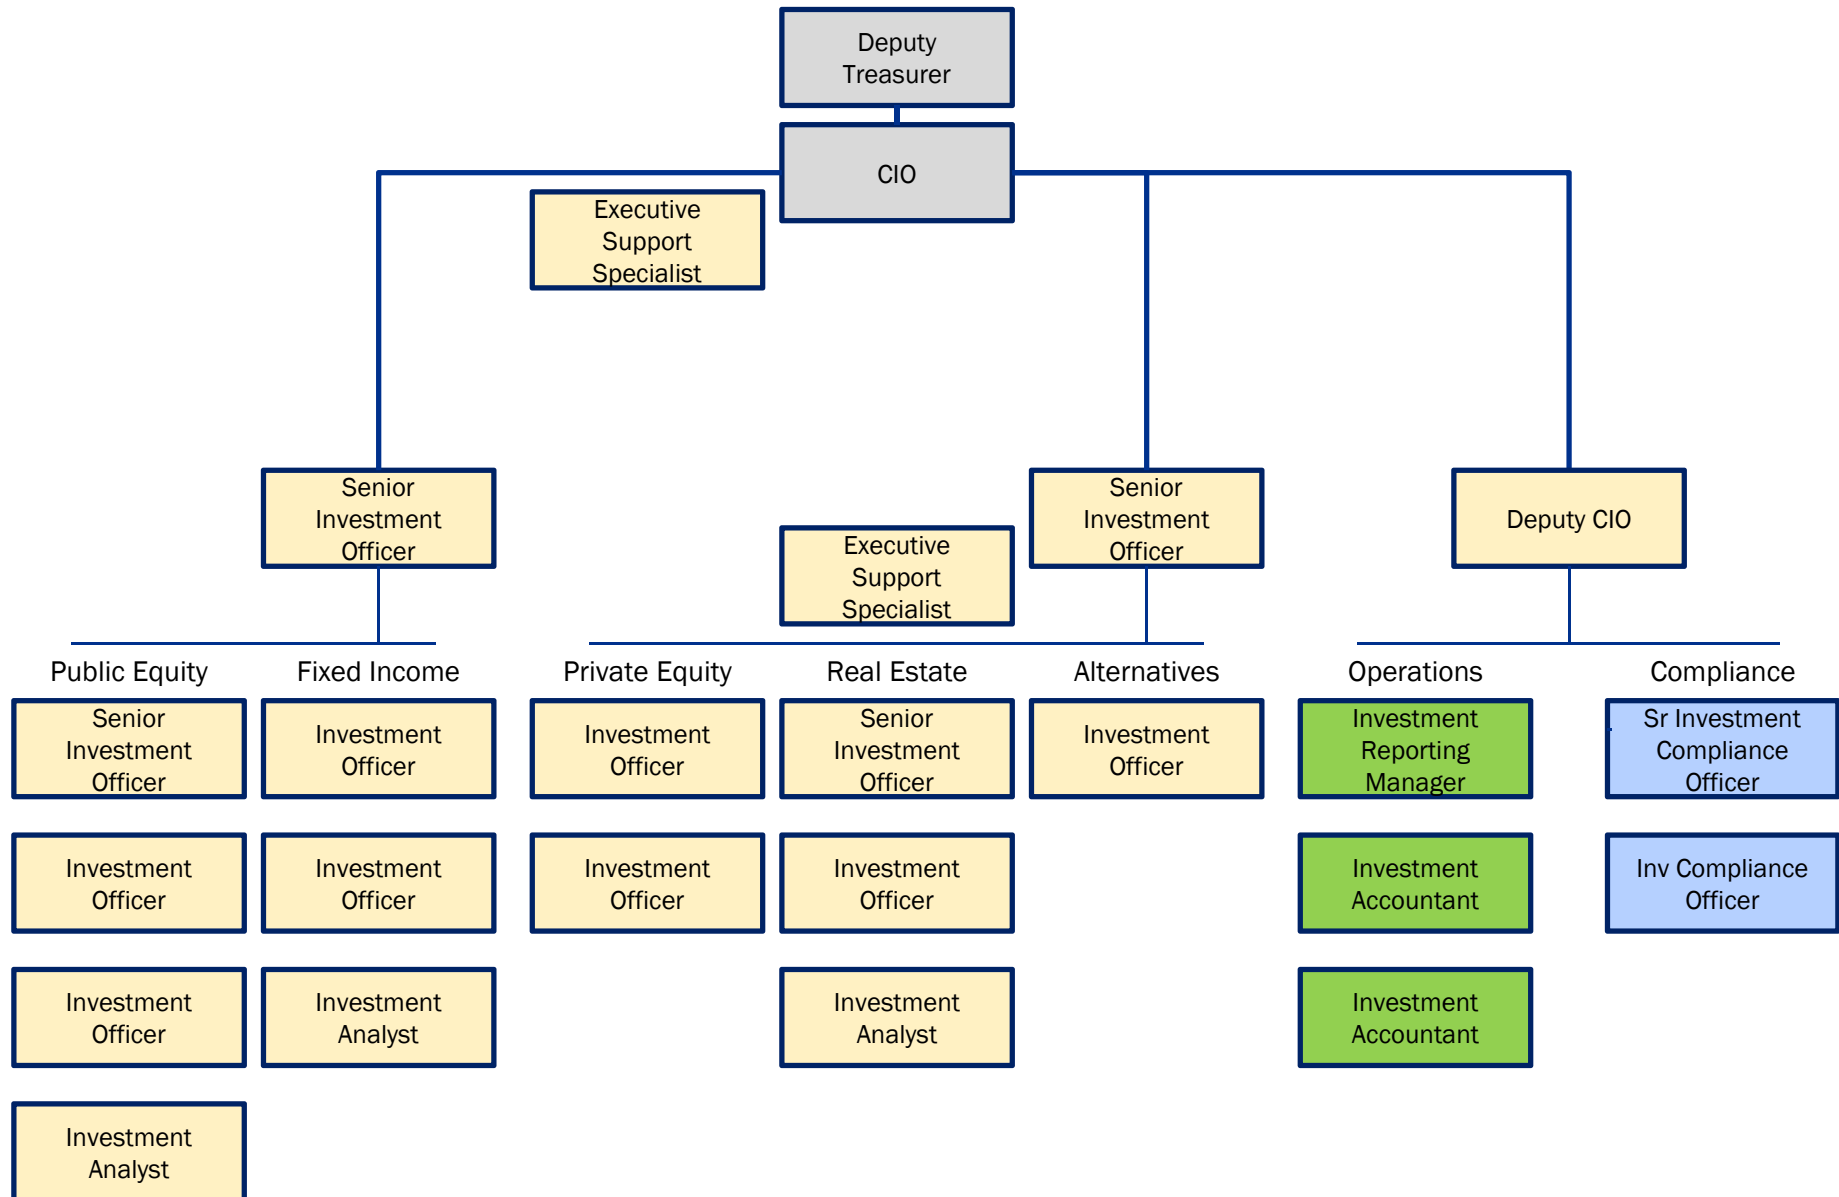 Deputy
Treasurer
CIO
Executive
Support
Specialist
Senior
Investment
Officer
Executive
Support
Specialist
Senior
Investment
Officer
Deputy CIO
Public Equity
Fixed Income
Private Equity
Real Estate
Alternatives
Operations
Compliance
Senior
Investment
Officer
Investment
Officer
Investment
Officer
Senior
Investment
Officer
Investment
Officer
Investment
Reporting
Manager
Sr Investment
Compliance
Officer
Investment
Officer
Investment
Officer
Investment
Officer
Investment
Officer
Investment
Accountant
Inv Compliance
Officer
Investment
Officer
Investment
Analyst
Investment
Analyst
Investment
Accountant
Investment
Analyst